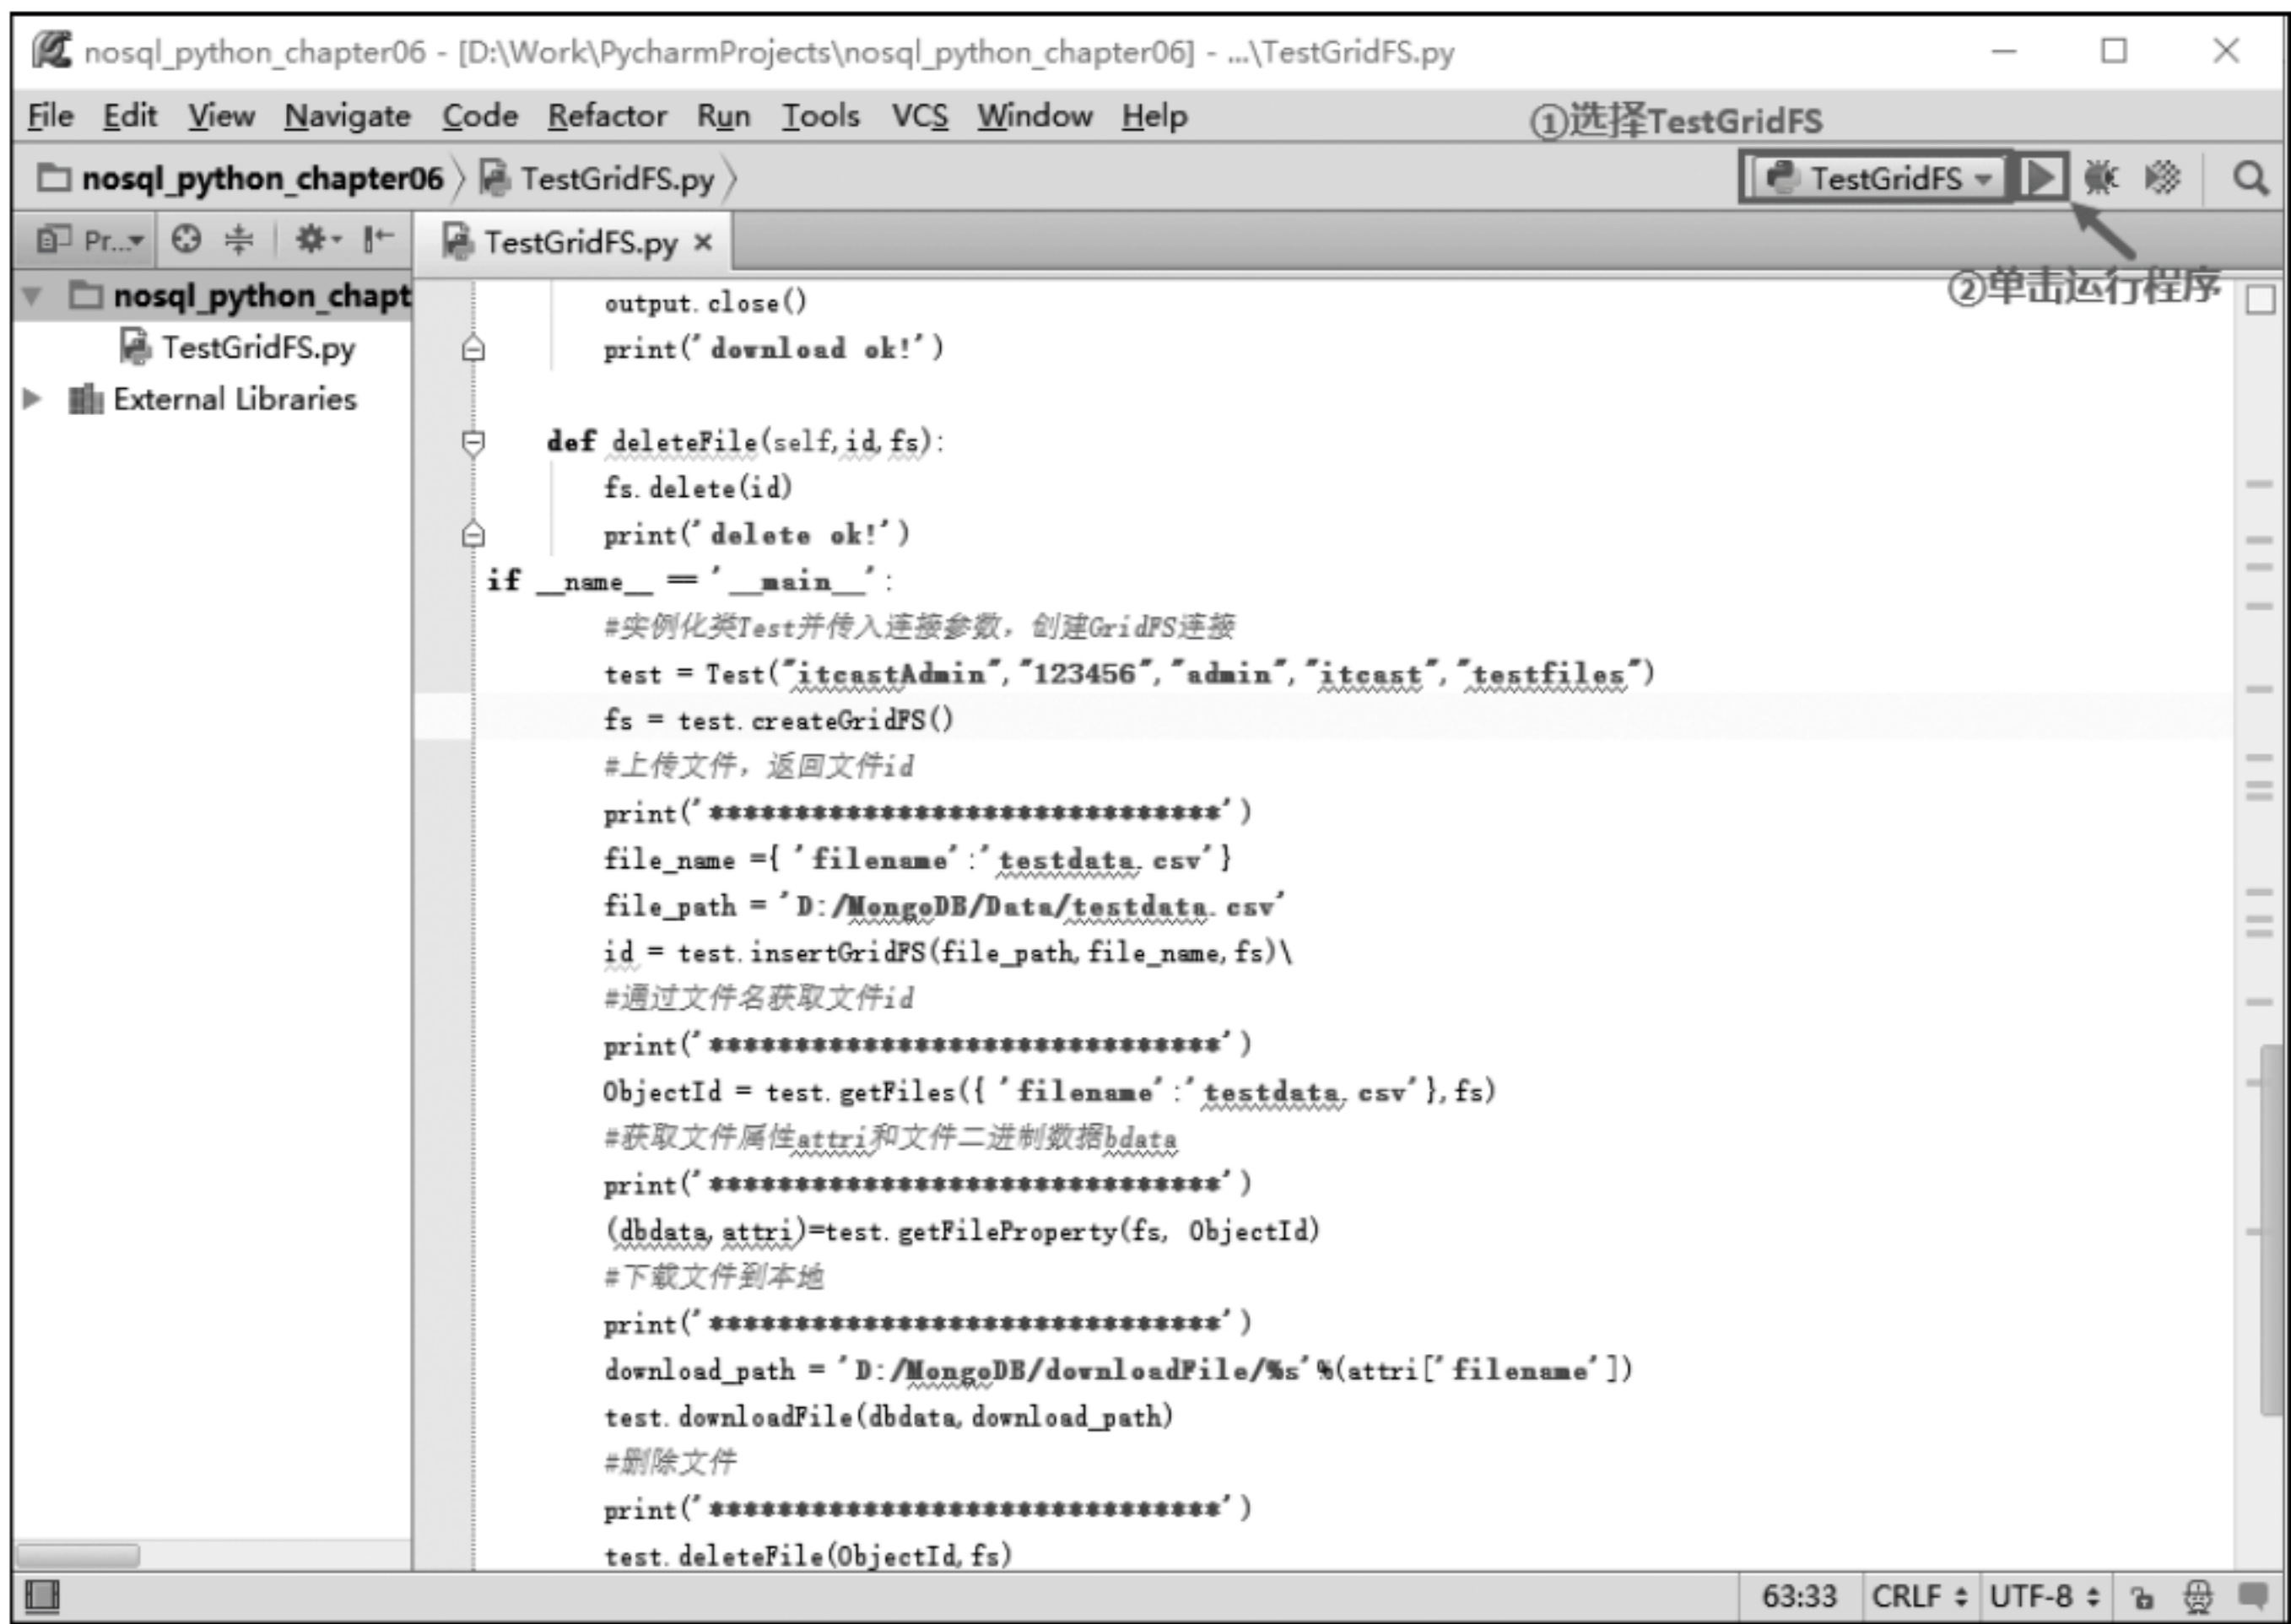 nosql_python_chapter06 - [D:\Work\PycharmProjects\nosql_python_chapter06] - ...\TestGridFS.py
File Edit View Navigate Code Refactor Run Tools VCS Window Help
①选择TestGridFS
nosql_python_chapter06 TestGridFS.py
TestGridFS
Pr...
TestGridFS.py ×
②单击运行程序
nosql_python_chapt
TestGridFS.py
External Libraries
output.close()
print('download ok!')
def deleteFile(self,id,fs):
fs.delete(id)
print('delete ok!')
if __name__ == '__main__':
#实例化类Test并传入连接参数，创建GridFS连接
test = Test("itcastAdmin","123456","admin","itcast","testfiles")
fs = test.createGridFS()
#上传文件，返回文件id
print('******************************')
file_name ={ 'filename':'testdata.csv'}
file_path = 'D:/MongoDB/Data/testdata.csv'
id = test.insertGridFS(file_path,file_name,fs)\
#通过文件名获取文件id
print('******************************')
ObjectId = test.getFiles({ 'filename':'testdata.csv'},fs)
#获取文件属性attri和文件二进制数据bdata
print('******************************')
(dbdata,attri)=test.getFileProperty(fs, ObjectId)
#下载文件到本地
print('******************************')
download_path = 'D:/MongoDB/downloadFile/%s'%(attri['filename'])
test.downloadFile(dbdata,download_path)
#删除文件
print('******************************')
test.deleteFile(ObjectId,fs)
63:33 CRLF UTF-8